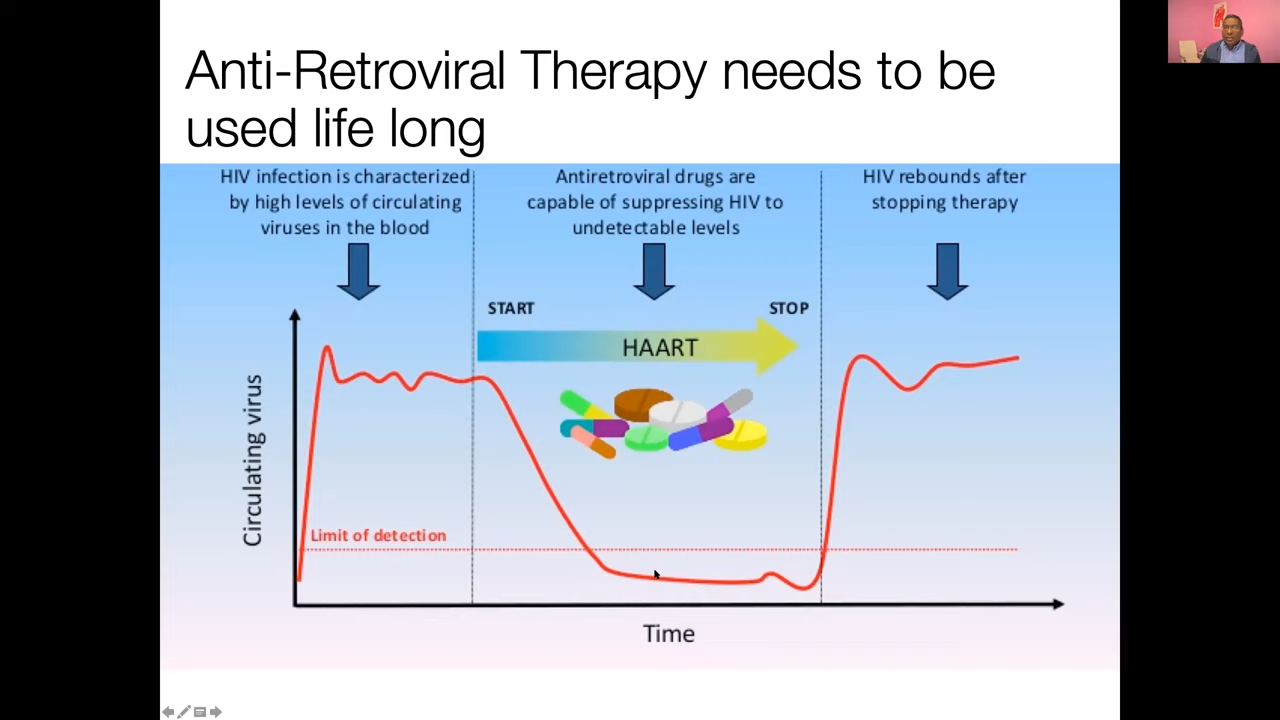 Anti-Retroviral Therapy needs to be
used life long
HIV infection is characterized
by high levels of circulating
viruses in the blood
Antiretroviral drugs are
capable of suppressing HIV to
undetectable levels
HIV rebounds after
stopping therapy
START
STOP
HAART
Circulating virus
Limit of detection
Time